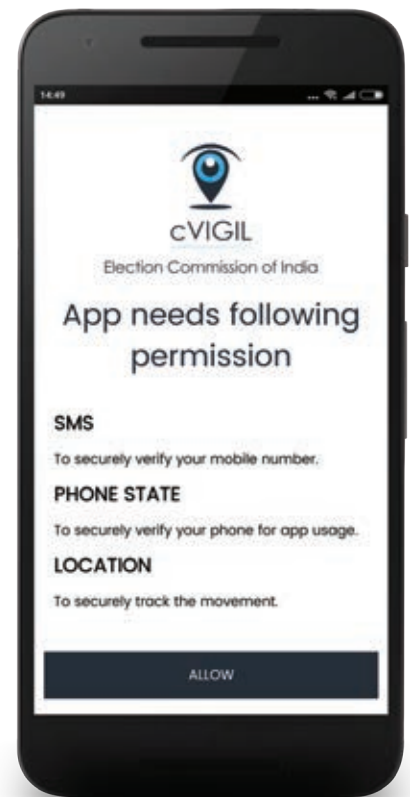 14:49
cVIGIL
Election Commission of India
App needs following
permission
SMS
To securely verify your mobile number.
PHONE STATE
To securely verify your phone for app usage.
LOCATION
To securely track the movement.
ALLOW